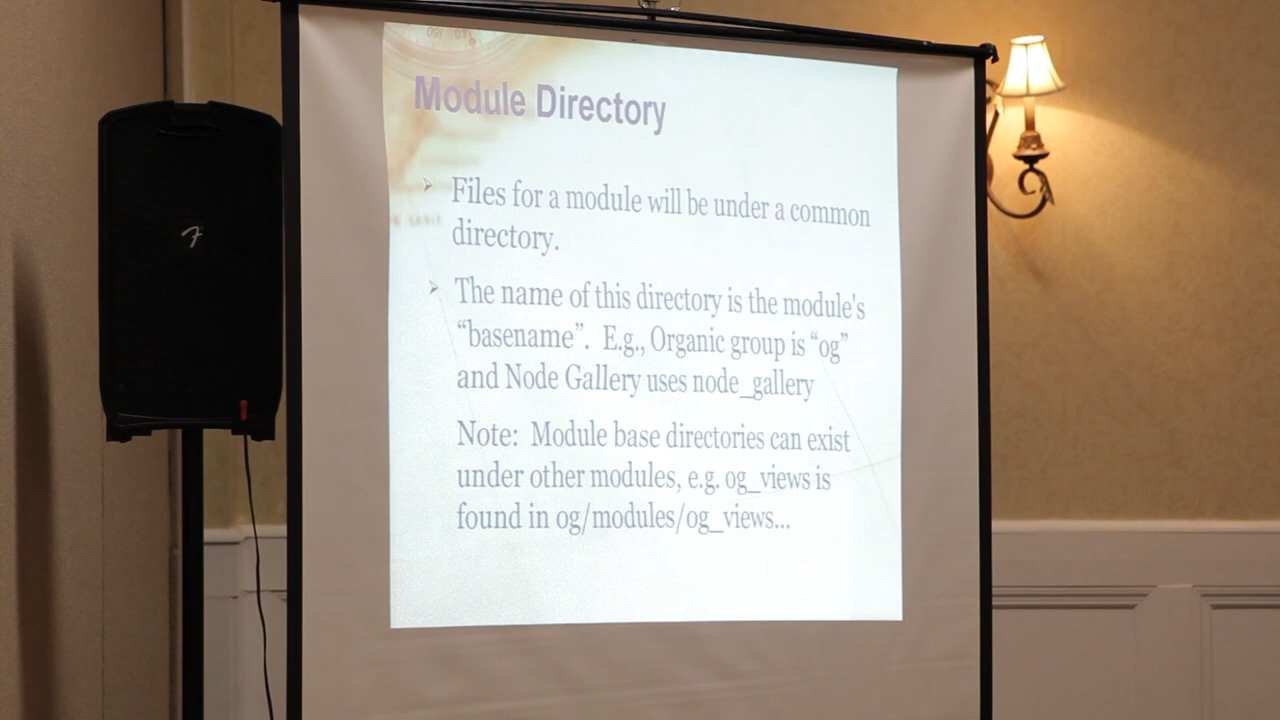 Module Directory
Files for a module will be under a common
directory.
The name of this directory is the module's
“basename”. E.g., Organic group is “og”
and Node Gallery uses node_gallery
Note: Module base directories can exist
under other modules, e.g. og_views is
found in og/modules/og_views...